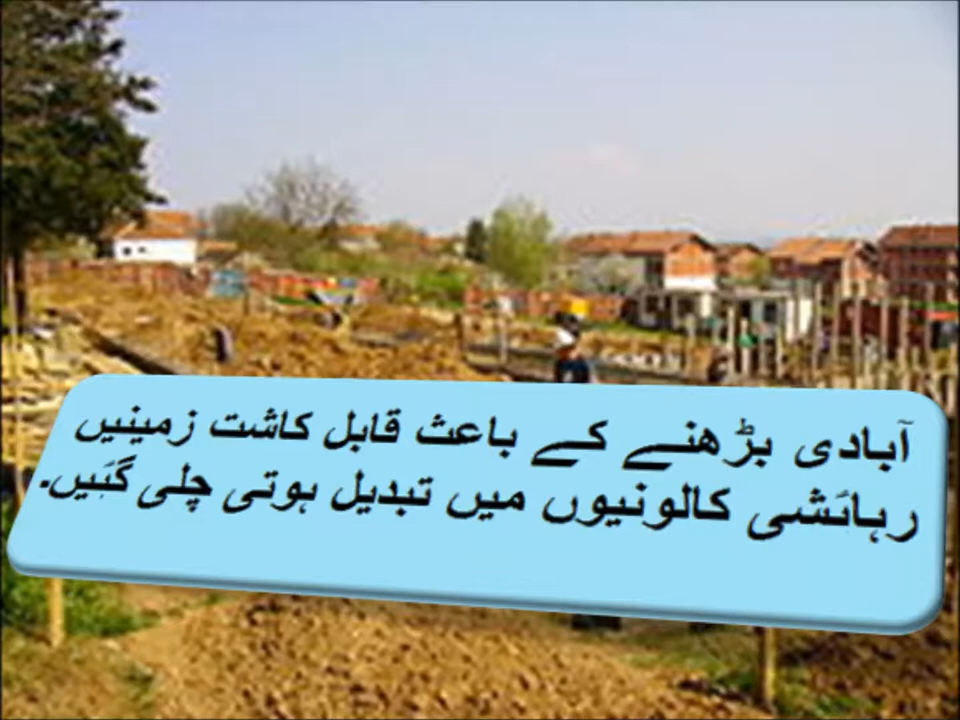 آبادی بڑھنے کے باعث قابل کاشت زمینیں
رہائشی کالونیوں میں تبدیل ہوتی چلی گئیں۔